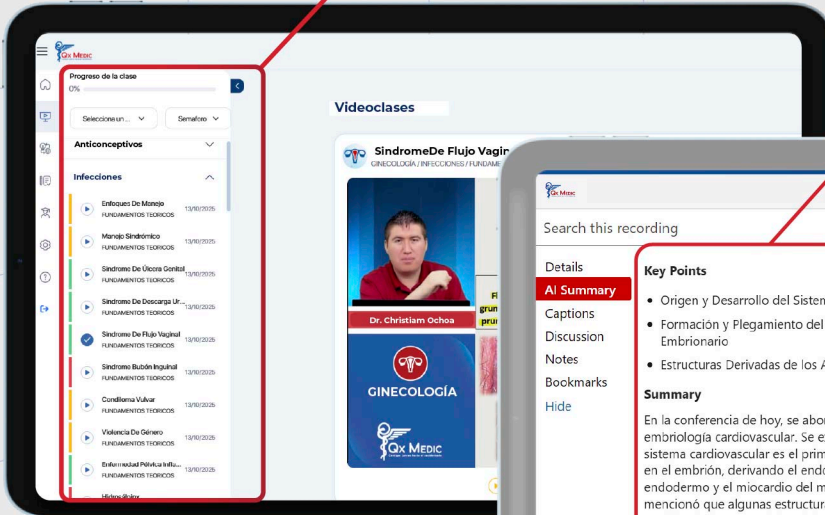 Qx Medic
Progreso de la clase
0%
Seleccione un ...
Semaforo
Anticonceptivos
Infecciones
Enfoques De Manejo
FUNDAMENTOS TEORICOS
13/10/2025
Manejo Sindrómico
FUNDAMENTOS TEORICOS
13/10/2025
Sindrome De Úlcera Genital
FUNDAMENTOS TEORICOS
13/10/2025
Sindrome De Descarga Ur...
FUNDAMENTOS TEORICOS
13/10/2025
Sindrome De Flujo Vaginal
FUNDAMENTOS TEORICOS
13/10/2025
Sindrome Bubón Inguinal
FUNDAMENTOS TEORICOS
13/10/2025
Condiloma Vulvar
FUNDAMENTOS TEORICOS
13/10/2025
Violencia De Género
FUNDAMENTOS TEORICOS
13/10/2025
Enfermedad Pélvica Infla...
FUNDAMENTOS TEORICOS
13/10/2025
Videoclases
SindromeDe Flujo Vagin
GINECOLOGÍA / INFECCIONES / FUNDAME
Dr. Christiam Ochoa
GINECOLOGÍA
Qx Medic
Fl
grun
pru
Qx Medic
Search this recording
Details
AI Summary
Captions
Discussion
Notes
Bookmarks
Hide
Key Points
• Origen y Desarrollo del Sisten
• Formación y Plegamiento del
Embrionario
• Estructuras Derivadas de los A
Summary
En la conferencia de hoy, se abor
embriología cardiovascular. Se ex
sistema cardiovascular es el prim
en el embrión, derivando el endo
endodermo y el miocardio del m
mencionó que algunas estructura